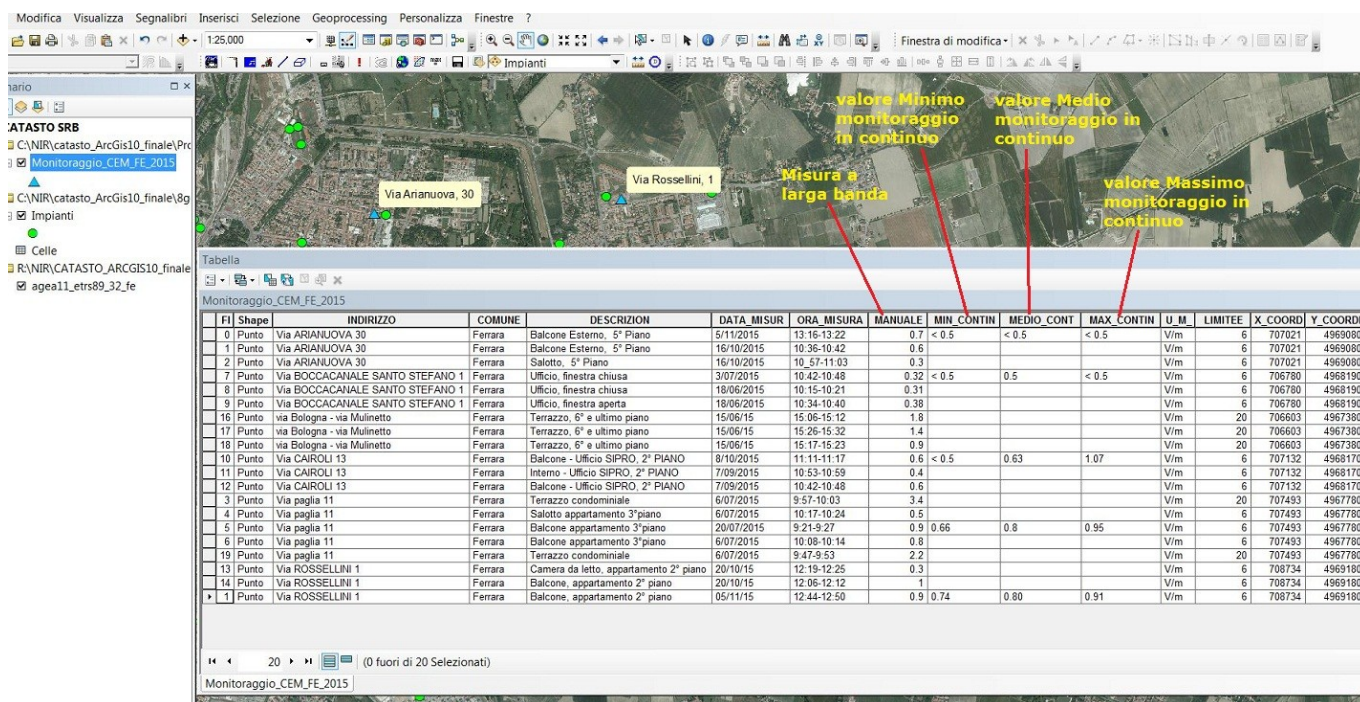 Modifica Visualizza Segnalibri Inserisci Selezione Geoprocessing Personalizza Finestre ?
1:25,000 Finestra di modifica
Impianti
nario
CATASTO SRB
C:\NIR\catasto_ArcGis10_finale\Pro
Monitoraggio_CEM_FE_2015
C:\NIR\catasto_ArcGis10_finale\8g
Impianti
Celle
R:\NIR\CATASTO_ARCGIS10_finale
agea11_etrs89_32_fe
Via Arianuova, 30
Via Rossellini, 1
Misura a
larga banda
valore Minimo
monitoraggio
in continuo
valore Medio
monitoraggio in
continuo
valore Massimo
monitoraggio in
continuo
Tabella
Monitoraggio_CEM_FE_2015
FI Shape INDIRIZZO COMUNE DESCRIZION DATA_MISUR ORA_MISURA MANUALE MIN_CONTIN MEDIO_CONT MAX_CONTIN U_M_ LIMITEE X_COORD Y_COORDI
0 Punto Via ARIANUOVA 30 Ferrara Balcone Esterno, 5° Piano 5/11/2015 13:16-13:22 0.7 < 0.5 < 0.5 < 0.5 V/m 6 707021 4969080
1 Punto Via ARIANUOVA 30 Ferrara Balcone Esterno, 5° Piano 16/10/2015 10:36-10:42 0.6 V/m 6 707021 4969080
2 Punto Via ARIANUOVA 30 Ferrara Salotto, 5° Piano 16/10/2015 10_57-11:03 0.3 V/m 6 707021 4969080
7 Punto Via BOCCACANALE SANTO STEFANO 1 Ferrara Ufficio, finestra chiusa 3/07/2015 10:42-10:48 0.32 < 0.5 0.5 < 0.5 V/m 6 706780 4968190
8 Punto Via BOCCACANALE SANTO STEFANO 1 Ferrara Ufficio, finestra chiusa 18/06/2015 10:15-10:21 0.31 V/m 6 706780 4968190
9 Punto Via BOCCACANALE SANTO STEFANO 1 Ferrara Ufficio, finestra aperta 18/06/2015 10:34-10:40 0.38 V/m 6 706780 4968190
16 Punto via Bologna - via Mulinetto Ferrara Terrazzo, 6° e ultimo piano 15/06/15 15:06-15:12 1.8 V/m 20 706603 4967380
17 Punto via Bologna - via Mulinetto Ferrara Terrazzo, 6° e ultimo piano 15/06/15 15:26-15:32 1.4 V/m 20 706603 4967380
18 Punto via Bologna - via Mulinetto Ferrara Terrazzo, 6° e ultimo piano 15/06/15 15:17-15:23 0.9 V/m 20 706603 4967380
10 Punto Via CAIROLI 13 Ferrara Balcone - Ufficio SIPRO, 2° PIANO 8/10/2015 11:11-11:17 0.6 < 0.5 0.63 1.07 V/m 6 707132 4968170
11 Punto Via CAIROLI 13 Ferrara Interno - Ufficio SIPRO, 2° PIANO 7/09/2015 10:53-10:59 0.4 V/m 6 707132 4968170
12 Punto Via CAIROLI 13 Ferrara Balcone - Ufficio SIPRO, 2° PIANO 7/09/2015 10:42-10:48 0.6 V/m 6 707132 4968170
3 Punto Via paglia 11 Ferrara Terrazzo condominiale 6/07/2015 9:57-10:03 3.4 V/m 20 707493 4967780
4 Punto Via paglia 11 Ferrara Salotto appartamento 3°piano 6/07/2015 10:17-10:24 0.5 V/m 6 707493 4967780
5 Punto Via paglia 11 Ferrara Balcone appartamento 3°piano 20/07/2015 9:21-9:27 0.9 0.66 0.8 0.95 V/m 6 707493 4967780
6 Punto Via paglia 11 Ferrara Balcone appartamento 3°piano 6/07/2015 10:08-10:14 0.8 V/m 6 707493 4967780
19 Punto Via paglia 11 Ferrara Terrazzo condominiale 6/07/2015 9:47-9:53 2.2 V/m 20 707493 4967780
13 Punto Via ROSSELLINI 1 Ferrara Camera da letto, appartamento 2° piano 20/10/15 12:19-12:25 0.3 V/m 6 708734 4969180
14 Punto Via ROSSELLINI 1 Ferrara Balcone, appartamento 2° piano 20/10/15 12:06-12:12 1 V/m 6 708734 4969180
1 Punto Via ROSSELLINI 1 Ferrara Balcone, appartamento 2° piano 05/11/15 12:44-12:50 0.9 0.74 0.80 0.91 V/m 6 708734 4969180
20 (0 fuori di 20 Selezionati)
Monitoraggio_CEM_FE_2015